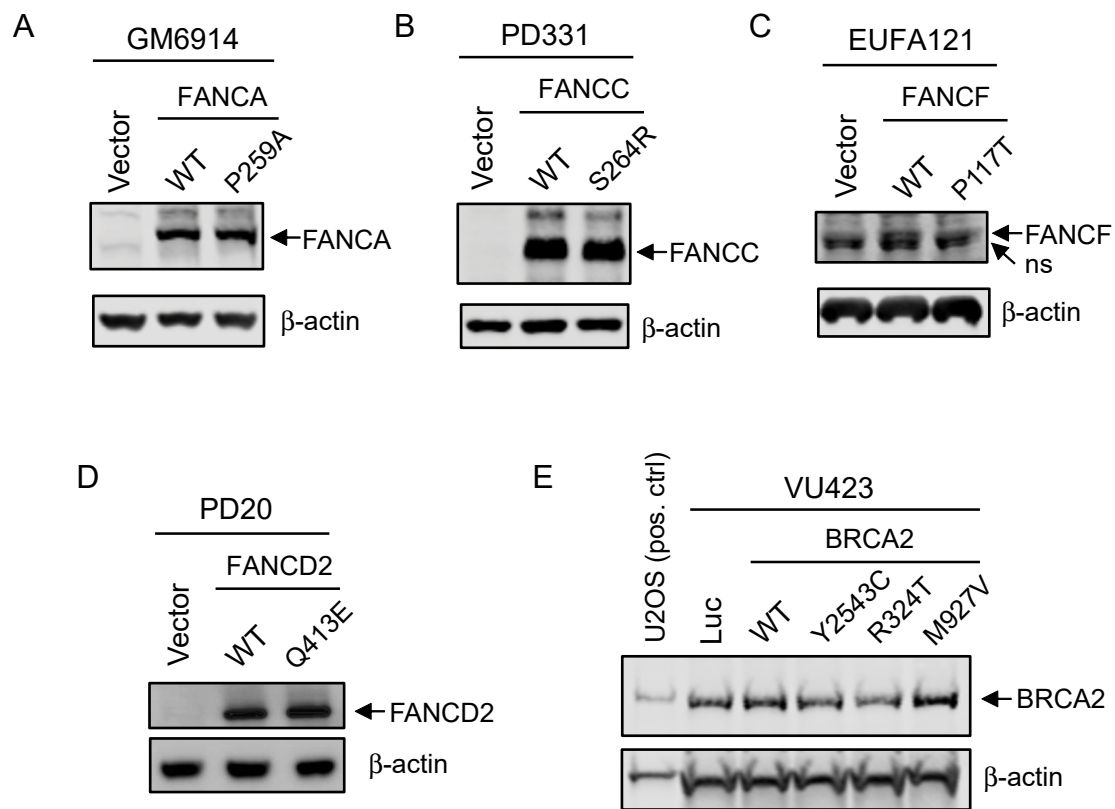 A
GM6914
FANCA
Vector
WT
P259A
FANCA
β-actin
B
PD331
FANCC
Vector
WT
S264R
FANCC
β-actin
C
EUFA121
FANCF
Vector
WT
P117T
FANCF
ns
β-actin
D
PD20
FANCD2
Vector
WT
Q413E
FANCD2
β-actin
E
U2OS (pos. ctrl)
VU423
BRCA2
Luc
WT
Y2543C
R324T
M927V
BRCA2
β-actin